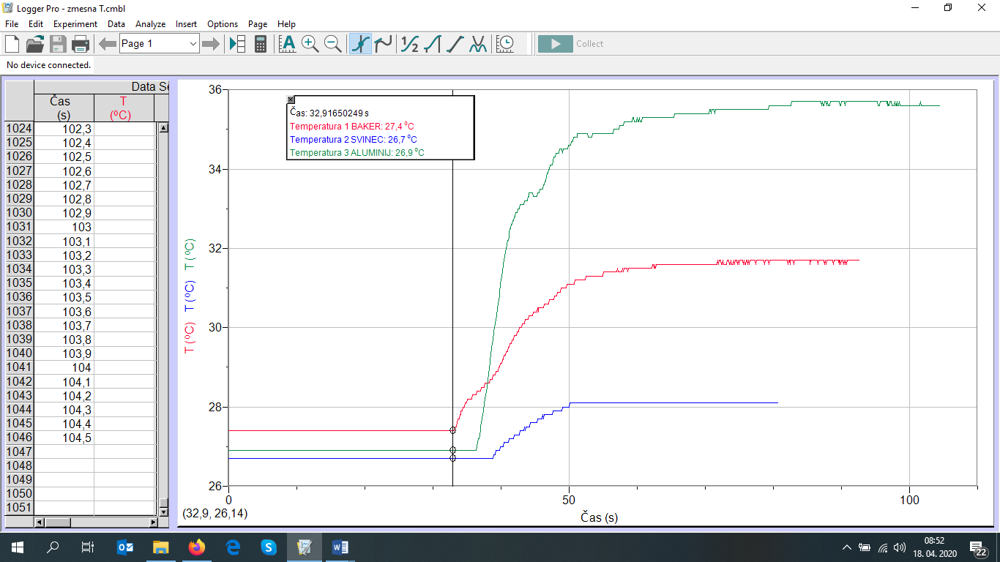 Logger Pro - zmesna T.cmbl
File Edit Experiment Data Analyze Insert Options Page Help
Page 1
Collect
No device connected.
Data Se
Čas T
(s) (ºC)
1024 102,3
1025 102,4
1026 102,5
1027 102,6
1028 102,7
1029 102,8
1030 102,9
1031 103
1032 103,1
1033 103,2
1034 103,3
1035 103,4
1036 103,5
1037 103,6
1038 103,7
1039 103,8
1040 103,9
1041 104
1042 104,1
1043 104,2
1044 104,3
1045 104,4
1046 104,5
1047
1048
1049
1050
1051
Čas: 32,91650249 s
Temperatura 1 BAKER: 27,4 ºC
Temperatura 2 SVINEC: 26,7 ºC
Temperatura 3 ALUMINIJ: 26,9 ºC
36
34
32
30
28
26
T (ºC) T (ºC) T (ºC)
0 50 100
(32,9, 26,14)
Čas (s)
08:52
18. 04. 2020
22